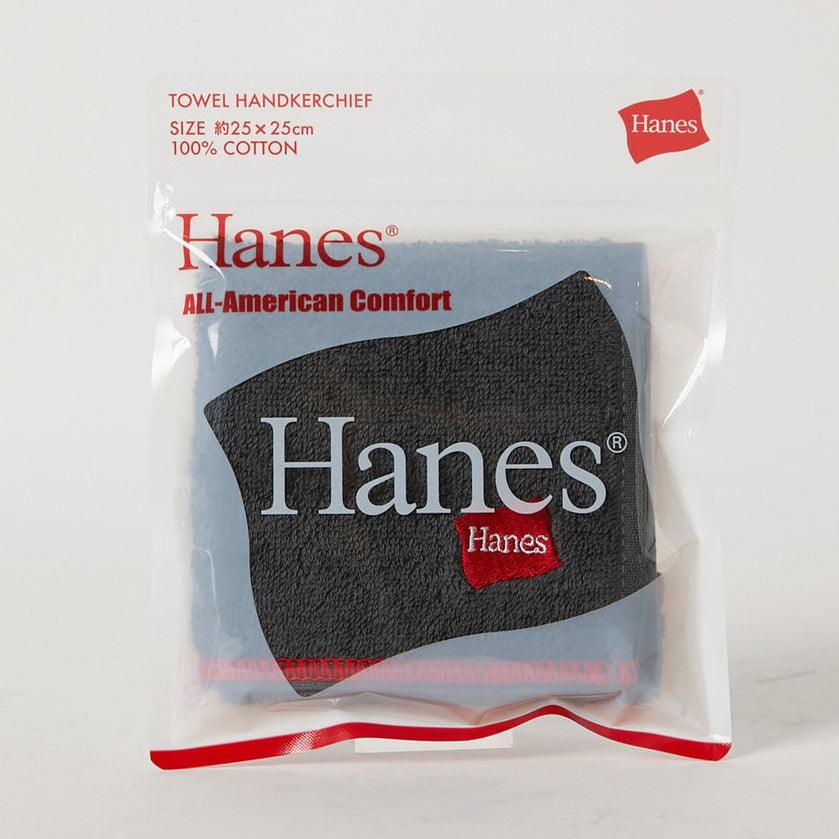 TOWEL HANDKERCHIEF
SIZE 約25×25cm
100% COTTON
Hanes®
Hanes®
ALL-American Comfort
Hanes®
Hanes